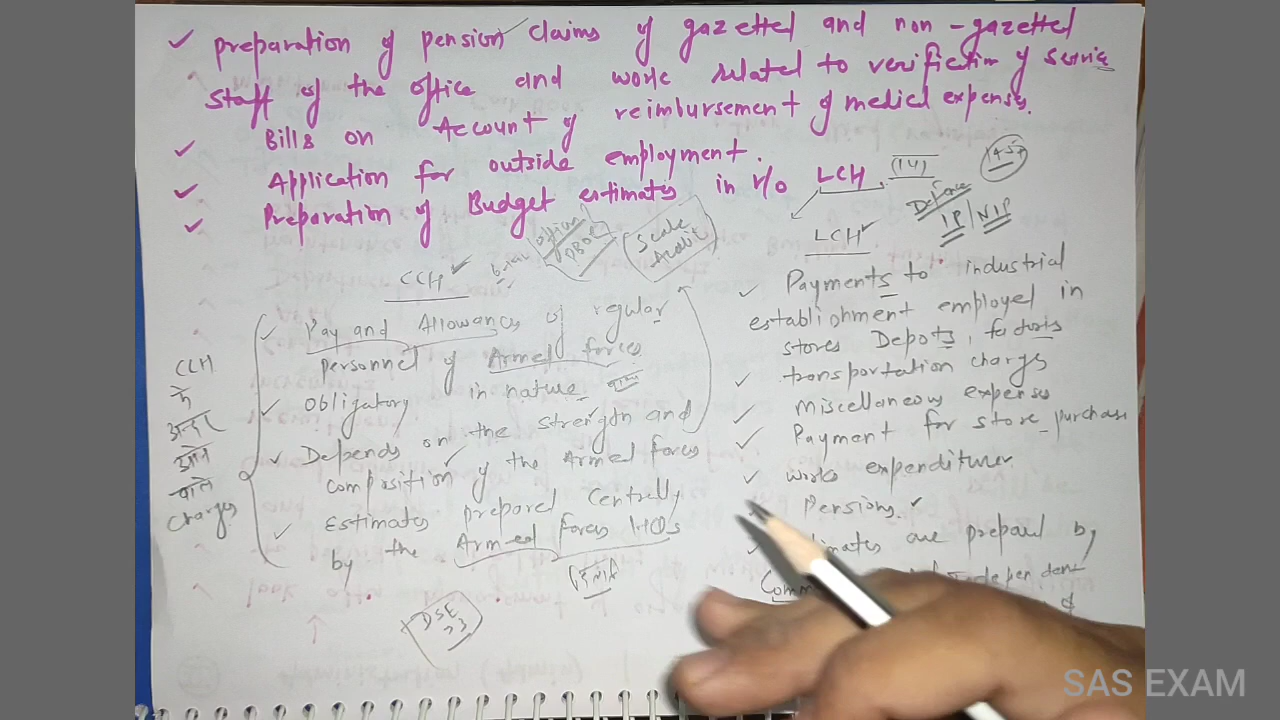 preparation of pension claims of gazetted and non-gazetted
staff of the office and work related to verification of service
Bills on Account of reimbursement of medical expenses.
Application for outside employment.
Preparation of Budget estimates in r/o LCH (141)
Defence
IP/NIP
CCH
Scale Audit
Pay and Allowances of regular
personnel of Armed forces
Obligatory in nature
Depends on the strength and
composition of the Armed forces
Estimates prepared centrally
by the Armed forces HQs
CCH
में
अन्दर
आने
वाले
charges
DSE
LCH
Payments to industrial
establishment employed in
stores Depots, factories
transportation charges
Miscellaneous expenses
Payment for store purchase
works expenditure
Pensions
are prepared by
SAS EXAM